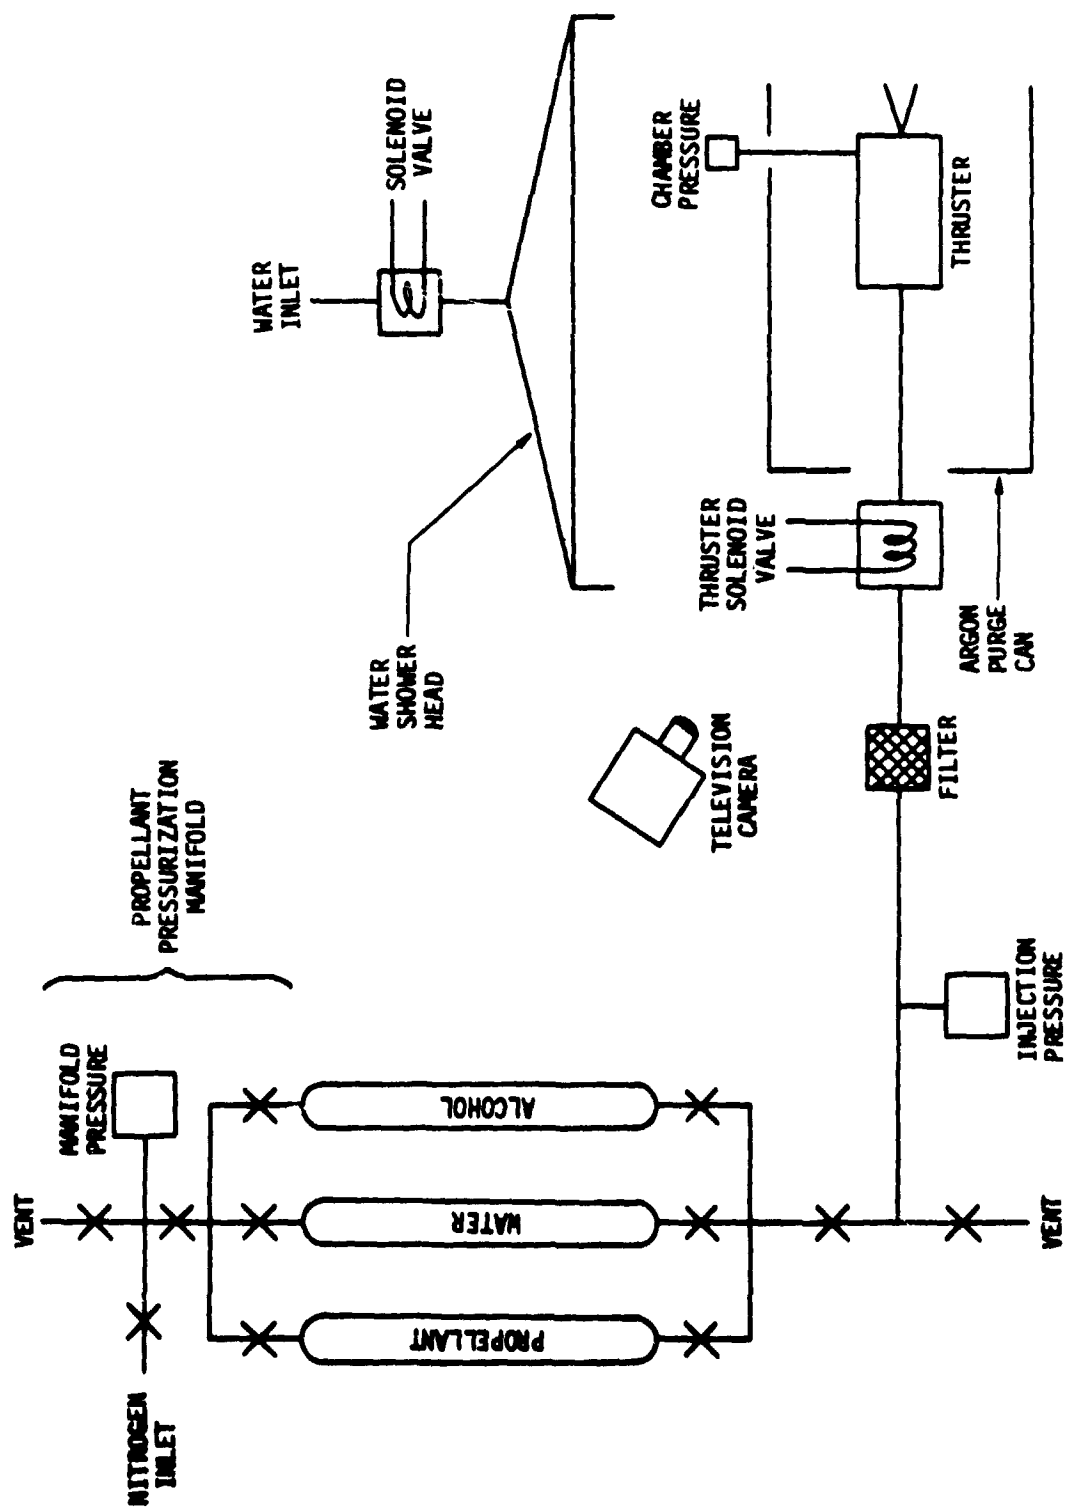 VENT
NITROGEN
INLET
MANIFOLD
PRESSURE
PROPELLANT
PRESSURIZATION
MANIFOLD
PROPELLANT
WATER
ALCOHOL
VENT
INJECTION
PRESSURE
WATER
SHOWER
HEAD
WATER
INLET
SOLENOID
VALVE
TELEVISION
CAMERA
FILTER
THRUSTER
SOLENOID
VALVE
ARGON
PURGE
CAN
CHAMBER
PRESSURE
THRUSTER